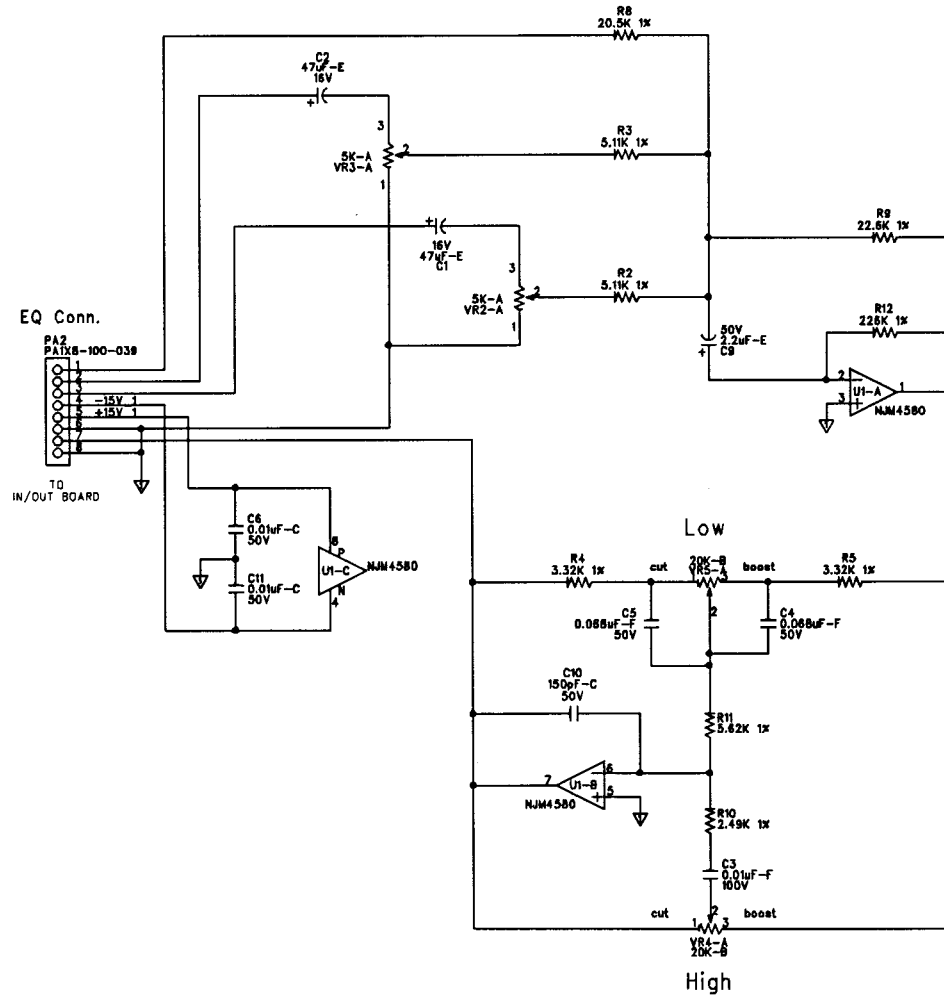 R8
20.5K 1%
C2
47uF-E
16V
+
3
5K-A
VR3-A
2
1
R3
5.11K 1%
+
16V
47uF-E
C1
3
5K-A
VR2-A
2
1
R2
5.11K 1%
R9
22.6K 1%
R12
226K 1%
50V
2.2uF-E
C9
+
2
3
U1-A
1
NJM4580
EQ Conn.
PA2
PA1X8-100-039
1
2
3
4
-15V 1
5
+15V 1
6
7
8
TO
IN/OUT BOARD
C6
0.01uF-C
50V
C11
0.01uF-C
50V
8
P
U1-C
NJM4580
N
4
Low
R4
3.32K 1%
cut
20K-B
VR5-A
1
3
boost
R5
3.32K 1%
C5
0.068uF-F
50V
2
C4
0.068uF-F
50V
C10
150pF-C
50V
R11
5.62K 1%
7
U1-B
6
5
NJM4580
R10
2.49K 1%
C3
0.01uF-F
100V
cut
1
2
3
boost
VR4-A
20K-B
High